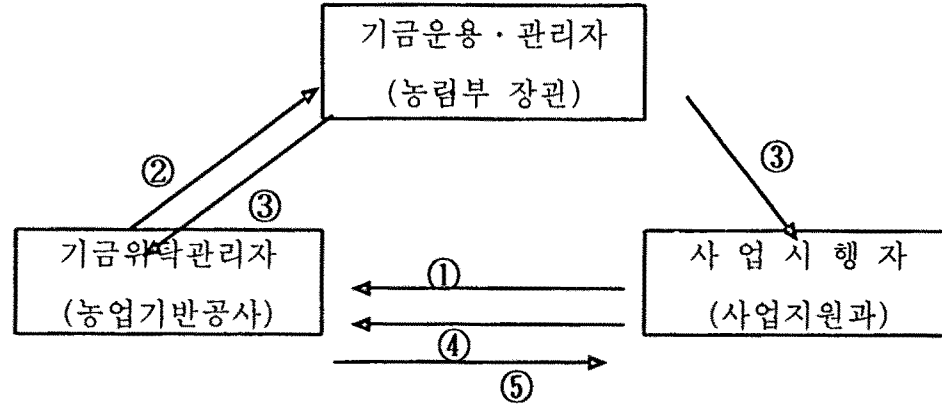 기금운용·관리자
(농림부 장관)
②
③
③
기금위탁관리자
(농업기반공사)
사 업 시 행 자
(사업지원과)
①
④
⑤